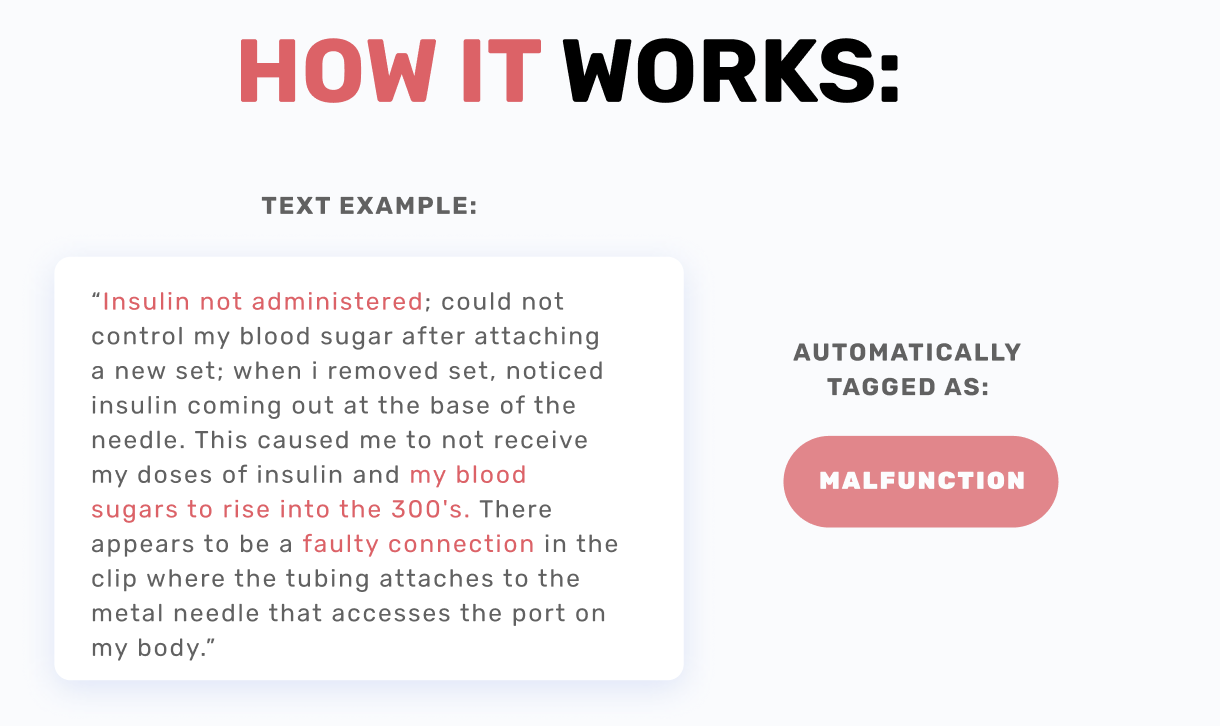 HOW IT WORKS:
TEXT EXAMPLE:
“Insulin not administered; could not
control my blood sugar after attaching
a new set; when i removed set, noticed
insulin coming out at the base of the
needle. This caused me to not receive
my doses of insulin and my blood
sugars to rise into the 300's. There
appears to be a faulty connection in the
clip where the tubing attaches to the
metal needle that accesses the port on
my body.”
AUTOMATICALLY
TAGGED AS:
MALFUNCTION